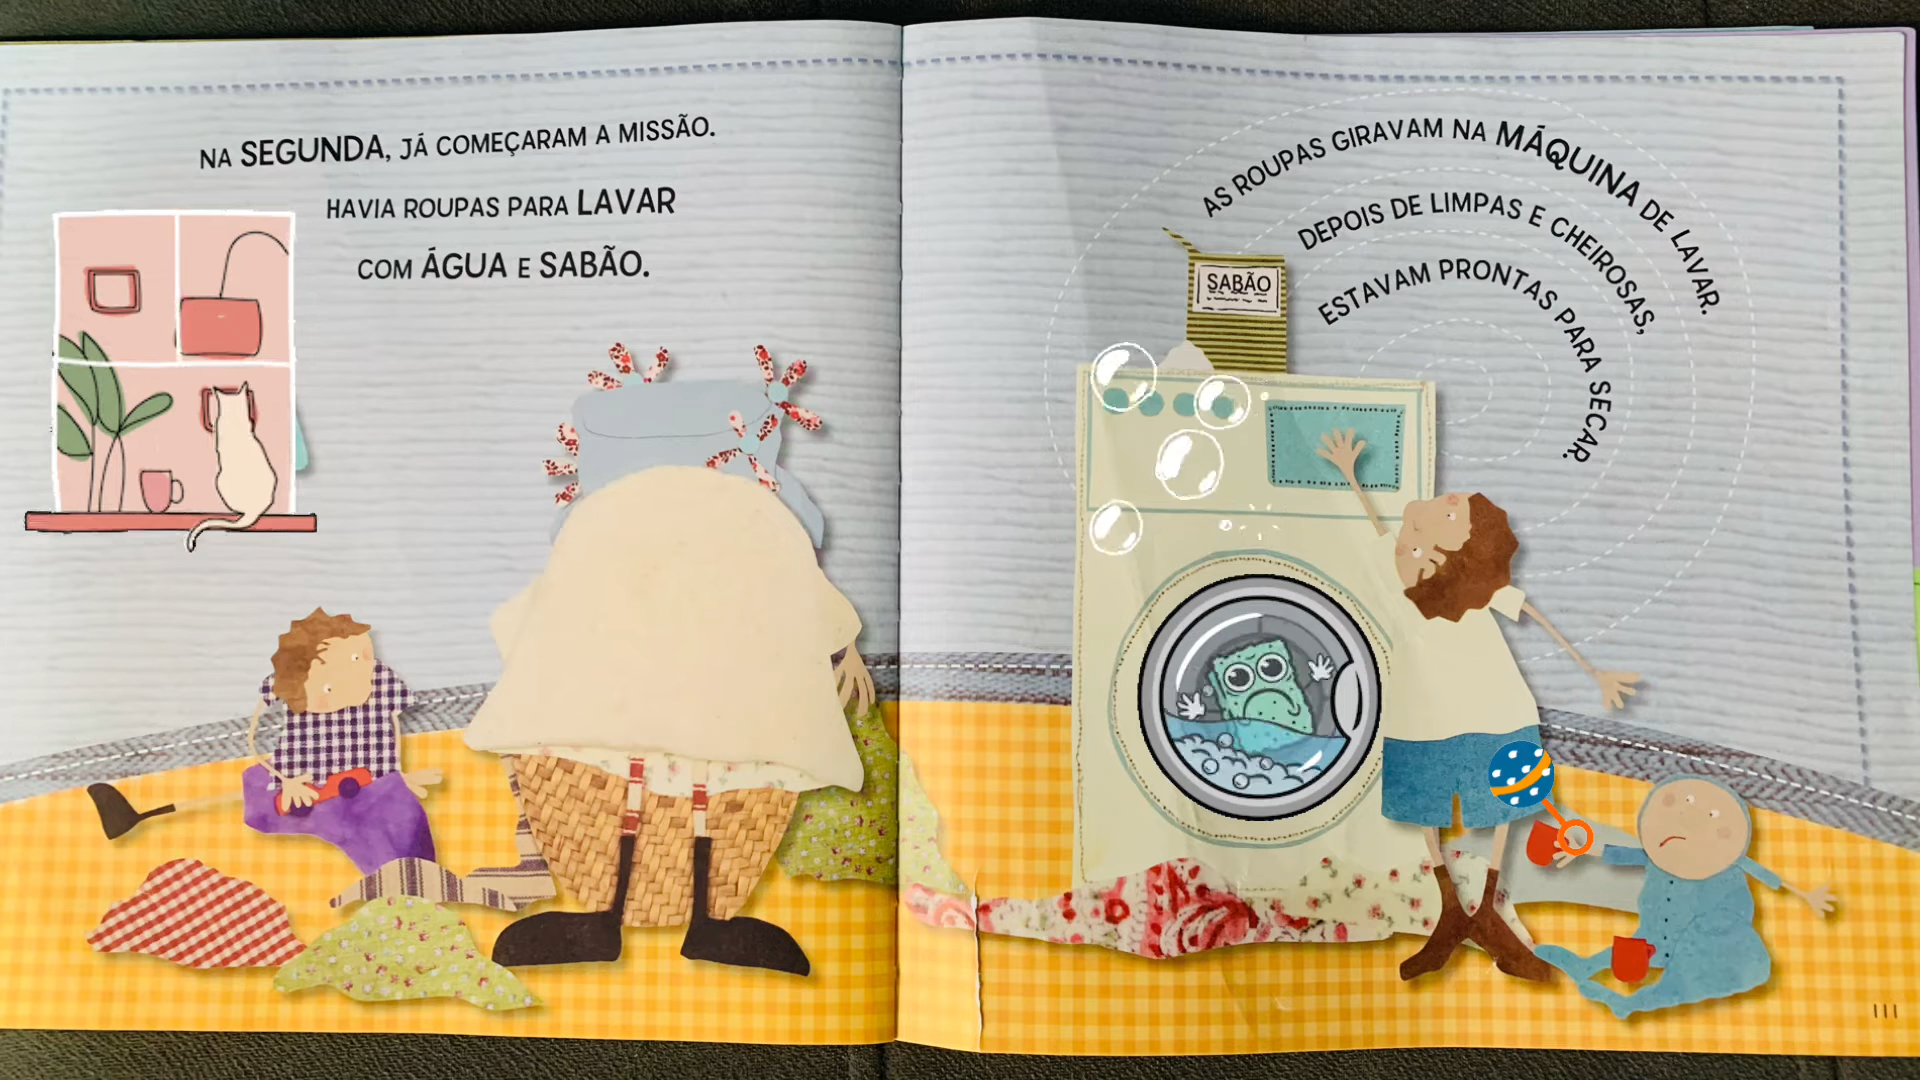 NA SEGUNDA, JÁ COMEÇARAM A MISSÃO.
HAVIA ROUPAS PARA LAVAR
COM ÁGUA E SABÃO.
AS ROUPAS GIRAVAM NA MÁQUINA DE LAVAR.
DEPOIS DE LIMPAS E CHEIROSAS,
ESTAVAM PRONTAS PARA SECAR.
SABÃO
111